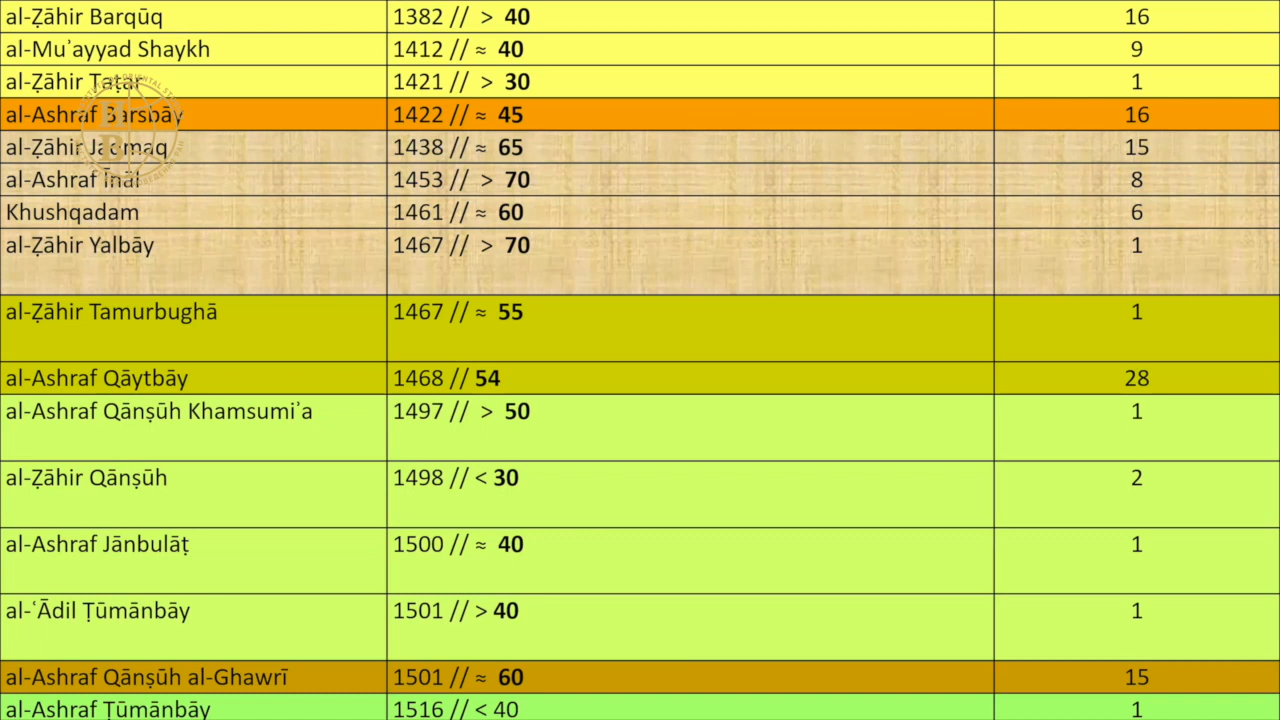 al-Ẓāhir Barqūq 1382 // > 40 16
al-Muʾayyad Shaykh 1412 // ≈ 40 9
al-Ẓāhir Taṭar 1421 // > 30 1
al-Ashraf Barsbāy 1422 // ≈ 45 16
al-Ẓāhir Jaqmaq 1438 // ≈ 65 15
al-Ashraf Īnāl 1453 // > 70 8
Khushqadam 1461 // ≈ 60 6
al-Ẓāhir Yalbāy 1467 // > 70 1
al-Ẓāhir Tamurbughā 1467 // ≈ 55 1
al-Ashraf Qāytbāy 1468 // 54 28
al-Ashraf Qānṣūh Khamsumiʾa 1497 // > 50 1
al-Ẓāhir Qānṣūh 1498 // < 30 2
al-Ashraf Jānbulāṭ 1500 // ≈ 40 1
al-ʿĀdil Ṭūmānbāy 1501 // > 40 1
al-Ashraf Qānṣūh al-Ghawrī 1501 // ≈ 60 15
al-Ashraf Ṭūmānbāy 1516 // < 40 1